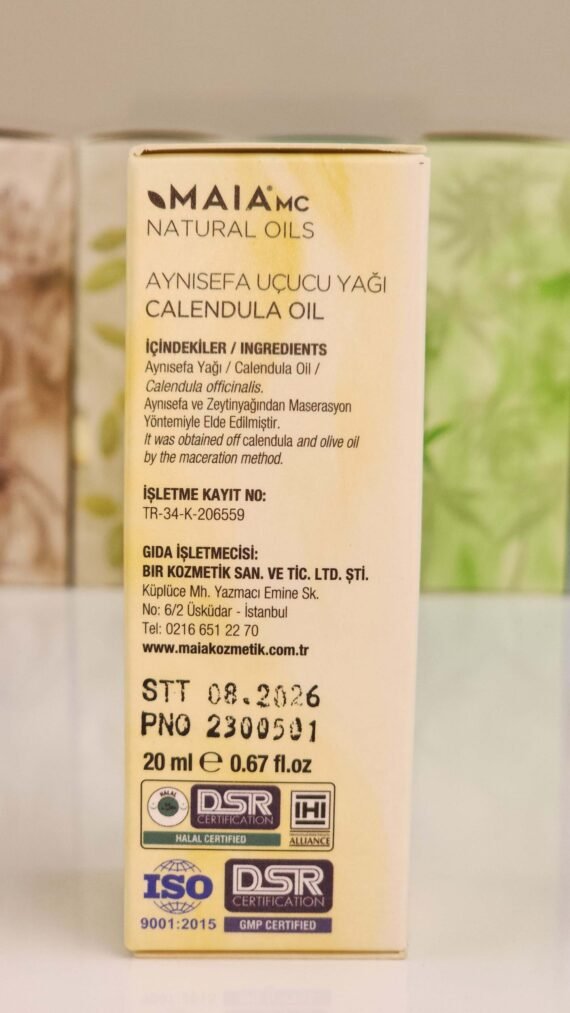 MAIA® MC
NATURAL OILS
AYNISEFA UÇUCU YAĞI
CALENDULA OIL
İÇİNDEKİLER / INGREDIENTS
Aynısefa Yağı / Calendula Oil /
Calendula officinalis.
Aynısefa ve Zeytinyağından Maserasyon
Yöntemiyle Elde Edilmiştir.
It was obtained off calendula and olive oil
by the maceration method.
İŞLETME KAYIT NO:
TR-34-K-206559
GIDA İŞLETMECİSİ:
BIR KOZMETİK SAN. VE TİC. LTD. ŞTİ.
Küplüce Mh. Yazmacı Emine Sk.
No: 6/2 Üsküdar - İstanbul
Tel: 0216 651 22 70
www.maiakozmetik.com.tr
STT 08.2026
PNO 2300501
20 ml ℮ 0.67 fl.oz
HALAL DSR IHI
CERTIFICATION
HALAL CERTIFIED ALLIANCE
ISO DSR
CERTIFICATION
9001:2015 GMP CERTIFIED